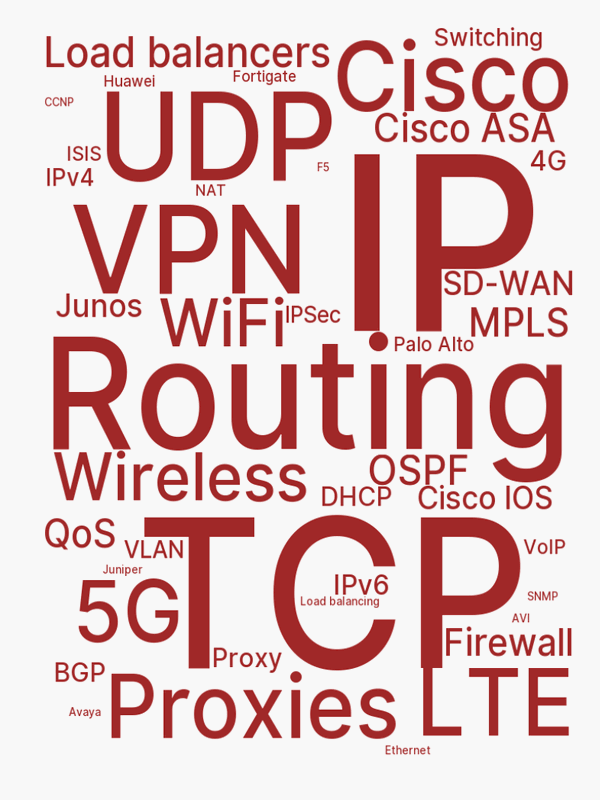 Load balancers
Switching
Cisco
Huawei
Fortigate
CCNP
UDP
Cisco ASA
ISIS
F5
4G
IPv4
NAT
IP
VPN
SD-WAN
Junos
WiFi
IPSec
MPLS
Palo Alto
Routing
Wireless
OSPF
DHCP
Cisco IOS
QoS
VLAN
TCP
VoIP
Juniper
5G
IPv6
Load balancing
SNMP
AVI
Firewall
Proxy
BGP
Proxies
LTE
Avaya
Ethernet